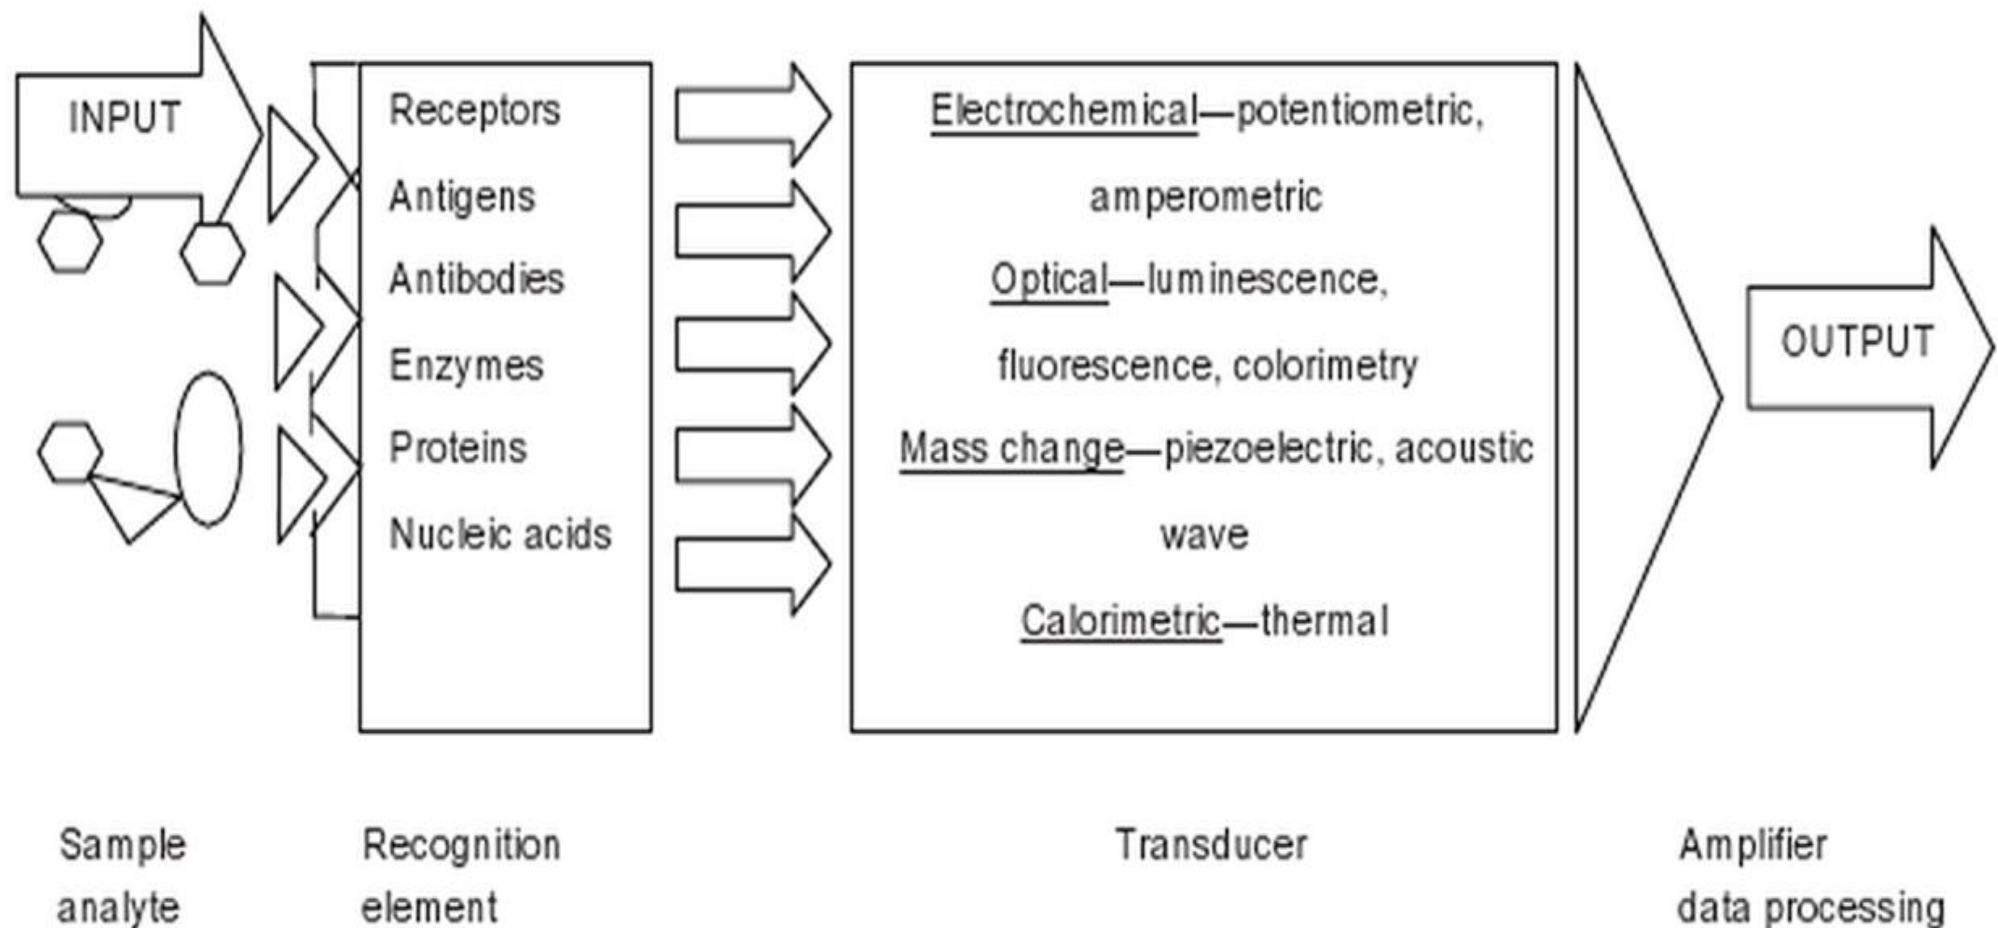 INPUT
Receptors
Antigens
Antibodies
Enzymes
Proteins
Nucleic acids
Electrochemical—potentiometric,
amperometric
Optical—luminescence,
fluorescence, colorimetry
Mass change—piezoelectric, acoustic
wave
Calorimetric—thermal
OUTPUT
Sample
analyte
Recognition
element
Transducer
Amplifier
data processing